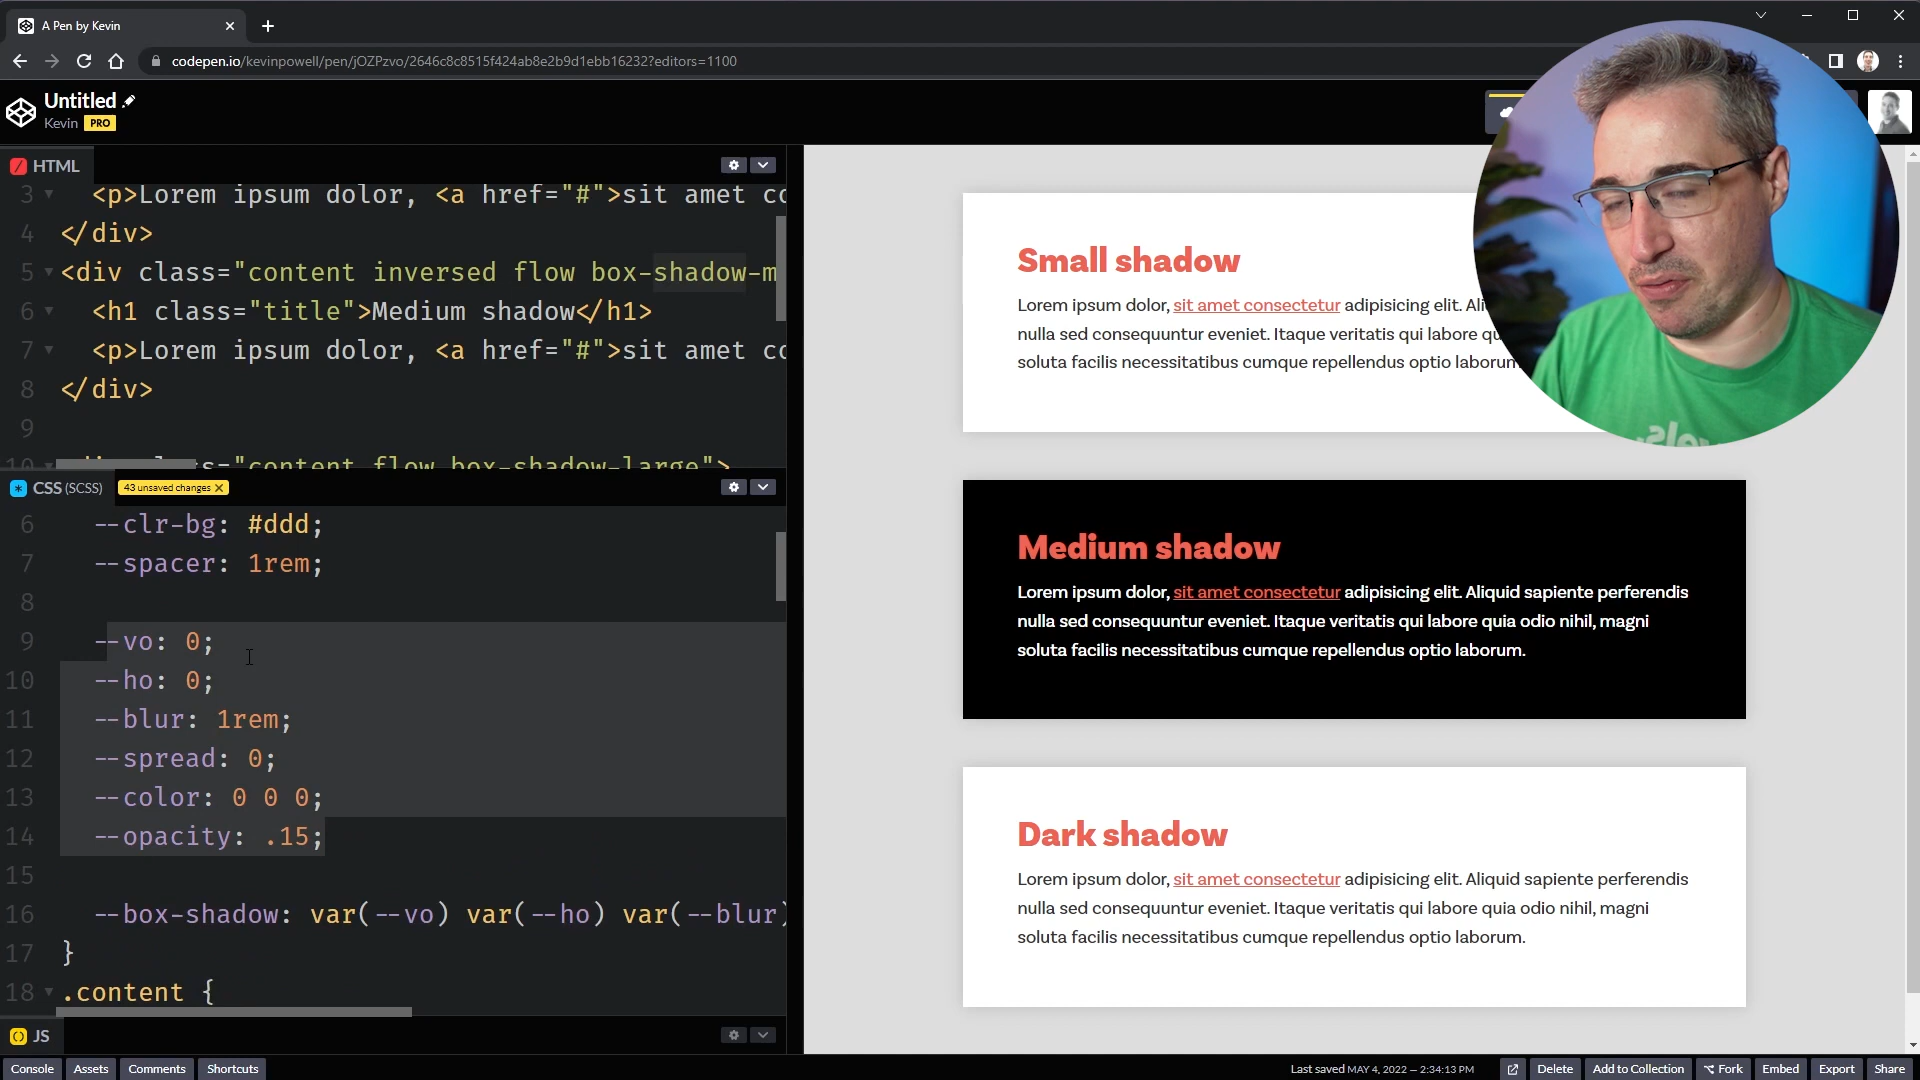 A Pen by Kevin
codepen.io/kevinpowell/pen/jOZPzvo/2646c8c8515f424ab8e2b9d1ebb16232?editors=1100
Untitled
Kevin PRO
HTML
3 <p>Lorem ipsum dolor, <a href="#">sit amet co
4 </div>
5 <div class="content inversed flow box-shadow-m
6 <h1 class="title">Medium shadow</h1>
7 <p>Lorem ipsum dolor, <a href="#">sit amet co
8 </div>
9
10 <div class="content flow box-shadow-large">
CSS (SCSS) 43 unsaved changes
6 --clr-bg: #ddd;
7 --spacer: 1rem;
8
9 --vo: 0;
10 --ho: 0;
11 --blur: 1rem;
12 --spread: 0;
13 --color: 0 0 0;
14 --opacity: .15;
15
16 --box-shadow: var(--vo) var(--ho) var(--blur)
17 }
18 .content {
JS
Console Assets Comments Shortcuts
Small shadow
Lorem ipsum dolor, sit amet consectetur adipisicing elit. Ali
nulla sed consequuntur eveniet. Itaque veritatis qui labore qu
soluta facilis necessitatibus cumque repellendus optio laborum.
Medium shadow
Lorem ipsum dolor, sit amet consectetur adipisicing elit. Aliquid sapiente perferendis
nulla sed consequuntur eveniet. Itaque veritatis qui labore quia odio nihil, magni
soluta facilis necessitatibus cumque repellendus optio laborum.
Dark shadow
Lorem ipsum dolor, sit amet consectetur adipisicing elit. Aliquid sapiente perferendis
nulla sed consequuntur eveniet. Itaque veritatis qui labore quia odio nihil, magni
soluta facilis necessitatibus cumque repellendus optio laborum.
Last saved MAY 4, 2022 — 2:34:13 PM
Delete Add to Collection Fork Embed Export Share